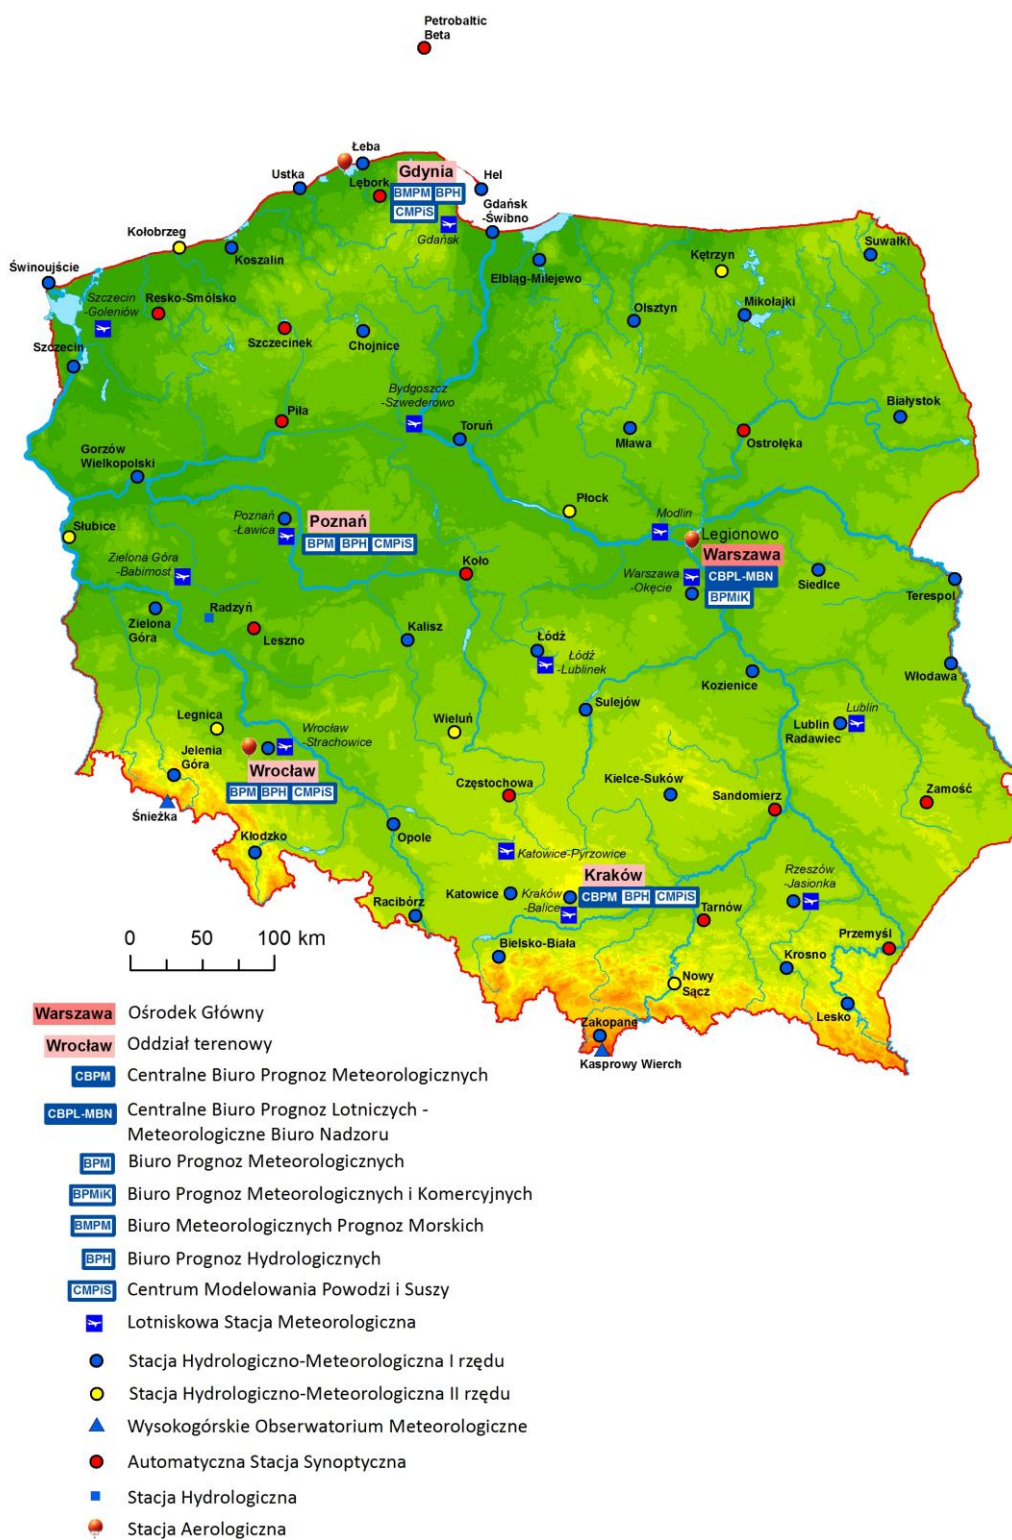 Petrobaltic
Beta
Łeba
Ustka
Lębork
Gdynia
BMPM BPH
CMPiS
Hel
Gdańsk
-Świbno
Gdańsk
Kołobrzeg
Koszalin
Świnoujście
Szczecin
-Goleniów
Resko-Smólsko
Szczecinek
Chojnice
Elbląg-Milejewo
Kętrzyn
Suwałki
Olsztyn
Mikołajki
Szczecin
Bydgoszcz
-Szwederowo
Piła
Toruń
Mława
Ostrołęka
Białystok
Gorzów
Wielkopolski
Słubice
Poznań
-Ławica
Poznań
BPM BPH CMPiS
Płock
Modlin
Legionowo
Warszawa
CBPL-MBN
BPMiK
Warszawa
-Okęcie
Siedlce
Terespol
Zielona Góra
-Babimost
Koło
Radzyń
Zielona
Góra
Leszno
Kalisz
Łódź
Łódź
-Lublinek
Kozienice
Włodawa
Sulejów
Legnica
Wrocław
-Strachowice
Wieluń
Lublin
Lublin
Radawiec
Jelenia
Góra
Wrocław
BPM BPH CMPiS
Śnieżka
Częstochowa
Kielce-Suków
Sandomierz
Zamość
Kłodzko
Opole
Katowice-Pyrzowice
Kraków
CBPM BPH CMPiS
Katowice
Kraków
-Balice
Rzeszów
-Jasionka
Racibórz
Tarnów
Przemyśl
Bielsko-Biała
Krosno
Nowy
Sącz
Lesko
Zakopane
Kasprowy Wierch
0 50 100 km
Warszawa Ośrodek Główny
Wrocław Oddział terenowy
CBPM Centralne Biuro Prognoz Meteorologicznych
CBPL-MBN Centralne Biuro Prognoz Lotniczych -
Meteorologiczne Biuro Nadzoru
BPM Biuro Prognoz Meteorologicznych
BPMiK Biuro Prognoz Meteorologicznych i Komercyjnych
BMPM Biuro Meteorologicznych Prognoz Morskich
BPH Biuro Prognoz Hydrologicznych
CMPiS Centrum Modelowania Powodzi i Suszy
Lotniskowa Stacja Meteorologiczna
Stacja Hydrologiczno-Meteorologiczna I rzędu
Stacja Hydrologiczno-Meteorologiczna II rzędu
Wysokogórskie Obserwatorium Meteorologiczne
Automatyczna Stacja Synoptyczna
Stacja Hydrologiczna
Stacja Aerologiczna